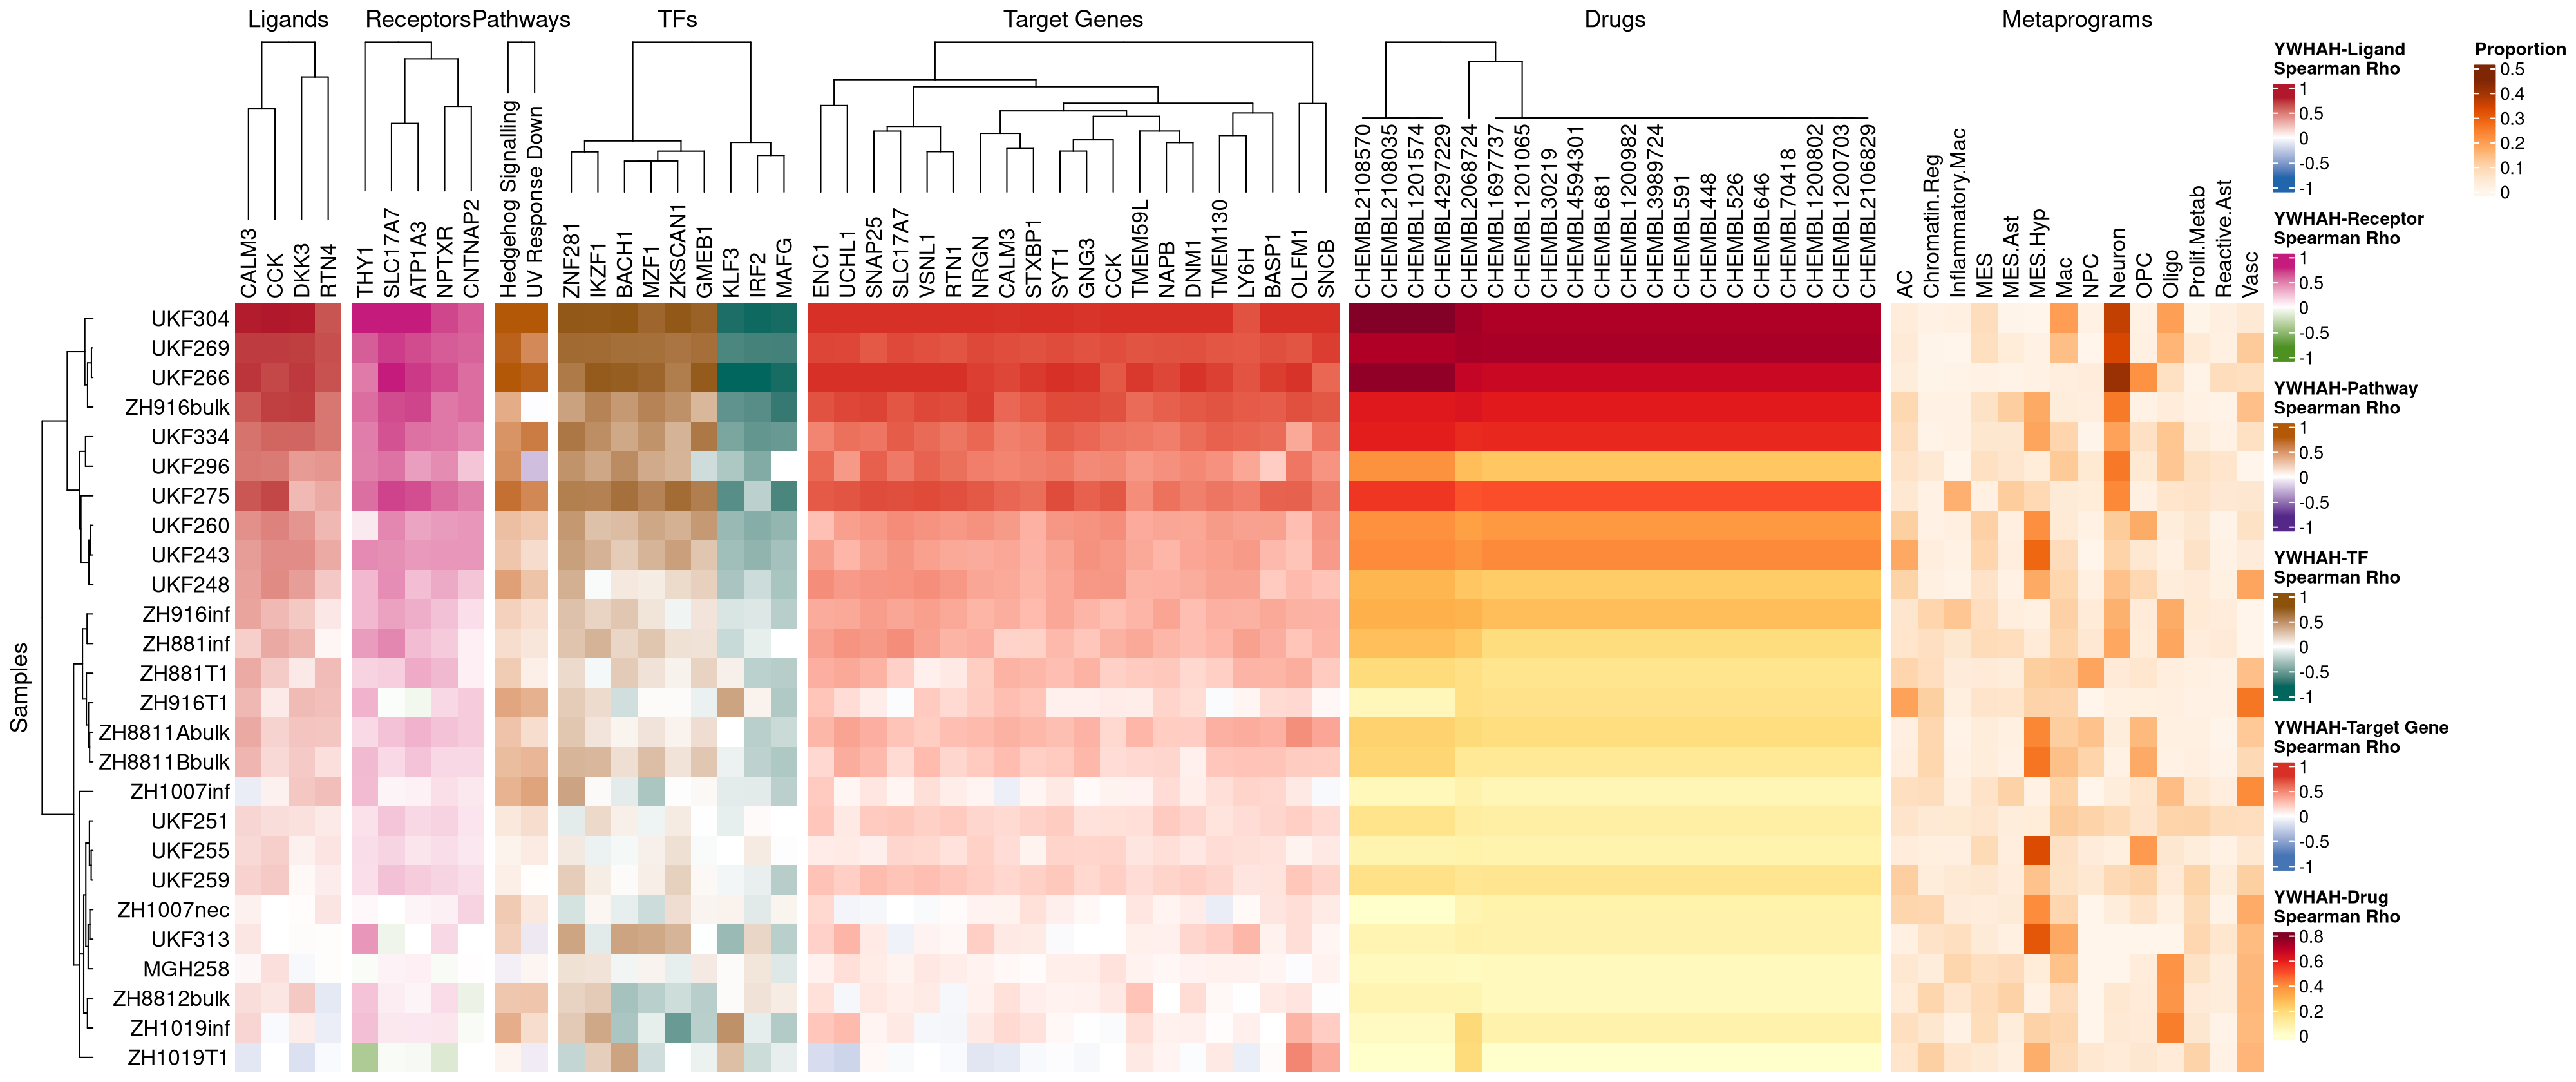 Ligands Receptors Pathways TFs Target Genes Drugs Metaprograms
CALM3
CCK
DKK3
RTN4
THY1
SLC17A7
ATP1A3
NPTXR
CNTNAP2
Hedgehog Signalling
UV Response Down
ZNF281
IKZF1
BACH1
MZF1
ZKSCAN1
GMEB1
KLF3
IRF2
MAFG
ENC1
UCHL1
SNAP25
SLC17A7
VSNL1
RTN1
NRGN
CALM3
STXBP1
SYT1
GNG3
CCK
TMEM59L
NAPB
DNM1
TMEM130
LY6H
BASP1
OLFM1
SNCB
CHEMBL2108570
CHEMBL2108035
CHEMBL1201574
CHEMBL4297229
CHEMBL2068724
CHEMBL1697737
CHEMBL1201065
CHEMBL30219
CHEMBL4594301
CHEMBL681
CHEMBL1200982
CHEMBL3989724
CHEMBL591
CHEMBL448
CHEMBL526
CHEMBL646
CHEMBL70418
CHEMBL1200802
CHEMBL1200703
CHEMBL2106829
AC
Chromatin.Reg
Inflammatory.Mac
MES
MES.Ast
MES.Hyp
Mac
NPC
Neuron
OPC
Oligo
Prolif.Metab
Reactive.Ast
Vasc
Samples
UKF304
UKF269
UKF266
ZH916bulk
UKF334
UKF296
UKF275
UKF260
UKF243
UKF248
ZH916inf
ZH881inf
ZH881T1
ZH916T1
ZH8811Abulk
ZH8811Bbulk
ZH1007inf
UKF251
UKF255
UKF259
ZH1007nec
UKF313
MGH258
ZH8812bulk
ZH1019inf
ZH1019T1
YWHAH-Ligand
Spearman Rho
1
0.5
0
-0.5
-1
YWHAH-Receptor
Spearman Rho
1
0.5
0
-0.5
-1
YWHAH-Pathway
Spearman Rho
1
0.5
0
-0.5
-1
YWHAH-TF
Spearman Rho
1
0.5
0
-0.5
-1
YWHAH-Target Gene
Spearman Rho
1
0.5
0
-0.5
-1
YWHAH-Drug
Spearman Rho
0.8
0.6
0.4
0.2
0
Proportion
0.5
0.4
0.3
0.2
0.1
0